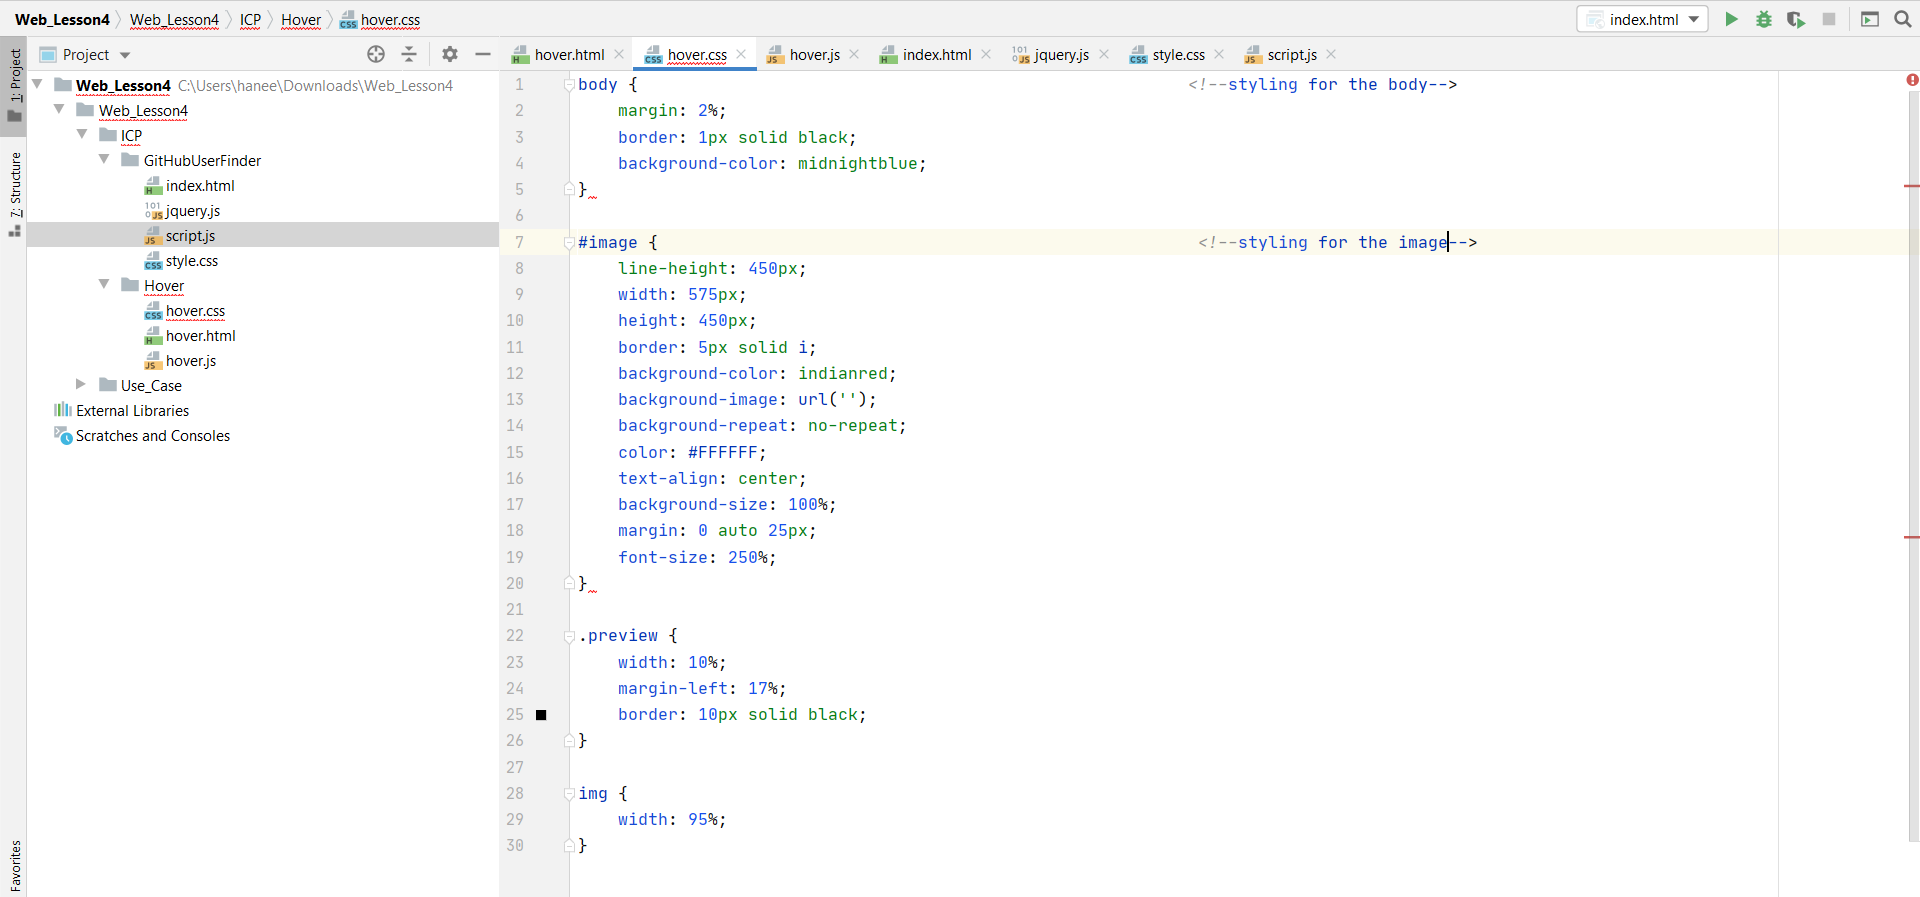 Web_Lesson4 Web_Lesson4 ICP Hover hover.css index.html
Project
hover.html hover.css hover.js index.html jquery.js style.css script.js
1: Project
7: Structure
Favorites
Web_Lesson4 C:\Users\hanee\Downloads\Web_Lesson4
Web_Lesson4
ICP
GitHubUserFinder
index.html
jquery.js
script.js
style.css
Hover
hover.css
hover.html
hover.js
Use_Case
External Libraries
Scratches and Consoles
1 body { <!--styling for the body-->
2 margin: 2%;
3 border: 1px solid black;
4 background-color: midnightblue;
5 }
6
7 #image { <!--styling for the image-->
8 line-height: 450px;
9 width: 575px;
10 height: 450px;
11 border: 5px solid i;
12 background-color: indianred;
13 background-image: url('');
14 background-repeat: no-repeat;
15 color: #FFFFFF;
16 text-align: center;
17 background-size: 100%;
18 margin: 0 auto 25px;
19 font-size: 250%;
20 }
21
22 .preview {
23 width: 10%;
24 margin-left: 17%;
25 border: 10px solid black;
26 }
27
28 img {
29 width: 95%;
30 }